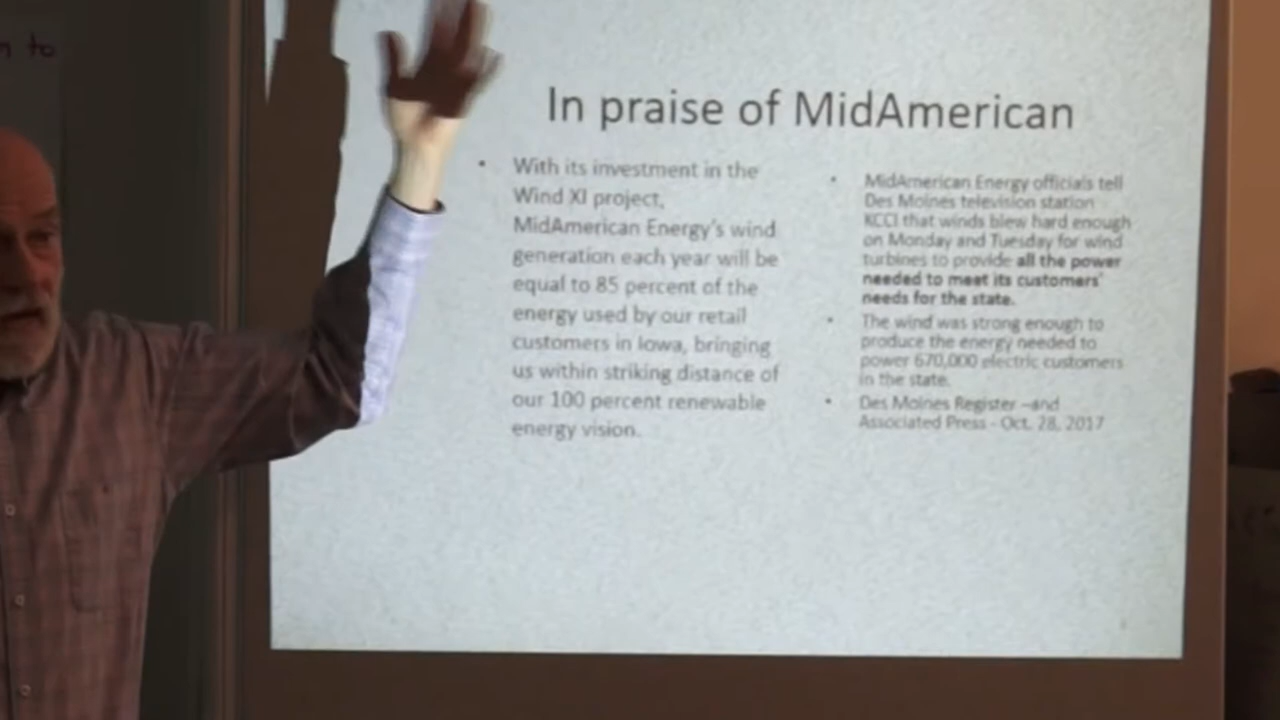 n to
In praise of MidAmerican
• With its investment in the
Wind XI project,
MidAmerican Energy's wind
generation each year will be
equal to 85 percent of the
energy used by our retail
customers in Iowa, bringing
us within striking distance of
our 100 percent renewable
energy vision.
• MidAmerican Energy officials tell
Des Moines television station
KCCI that winds blew hard enough
on Monday and Tuesday for wind
turbines to provide all the power
needed to meet its customers'
needs for the state.
• The wind was strong enough to
produce the energy needed to
power 670,000 electric customers
in the state.
• Des Moines Register –and
Associated Press - Oct. 28, 2017